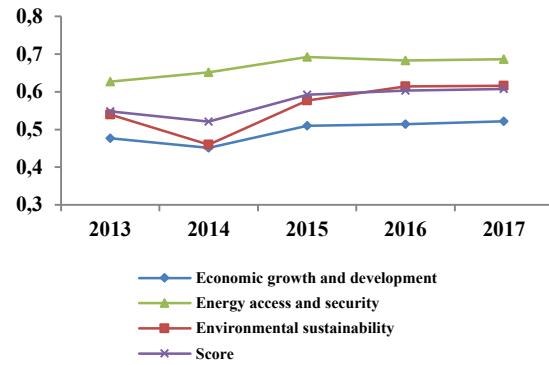 0,8
0,7
0,6
0,5
0,4
0,3
2013 2014 2015 2016 2017
Economic growth and development
Energy access and security
Environmental sustainability
Score